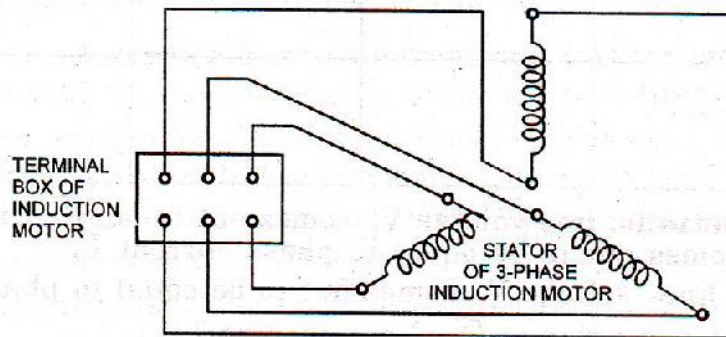 TERMINAL
BOX OF
INDUCTION
MOTOR
STATOR
OF 3-PHASE
INDUCTION MOTOR